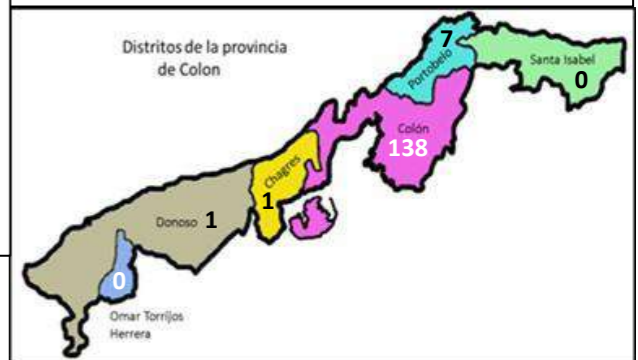 Distritos de la provincia
de Colon
7
Portobelo
Santa Isabel
0
Colón
138
Chagres
1
Donoso 1
0
Omar Torrijos
Herrera